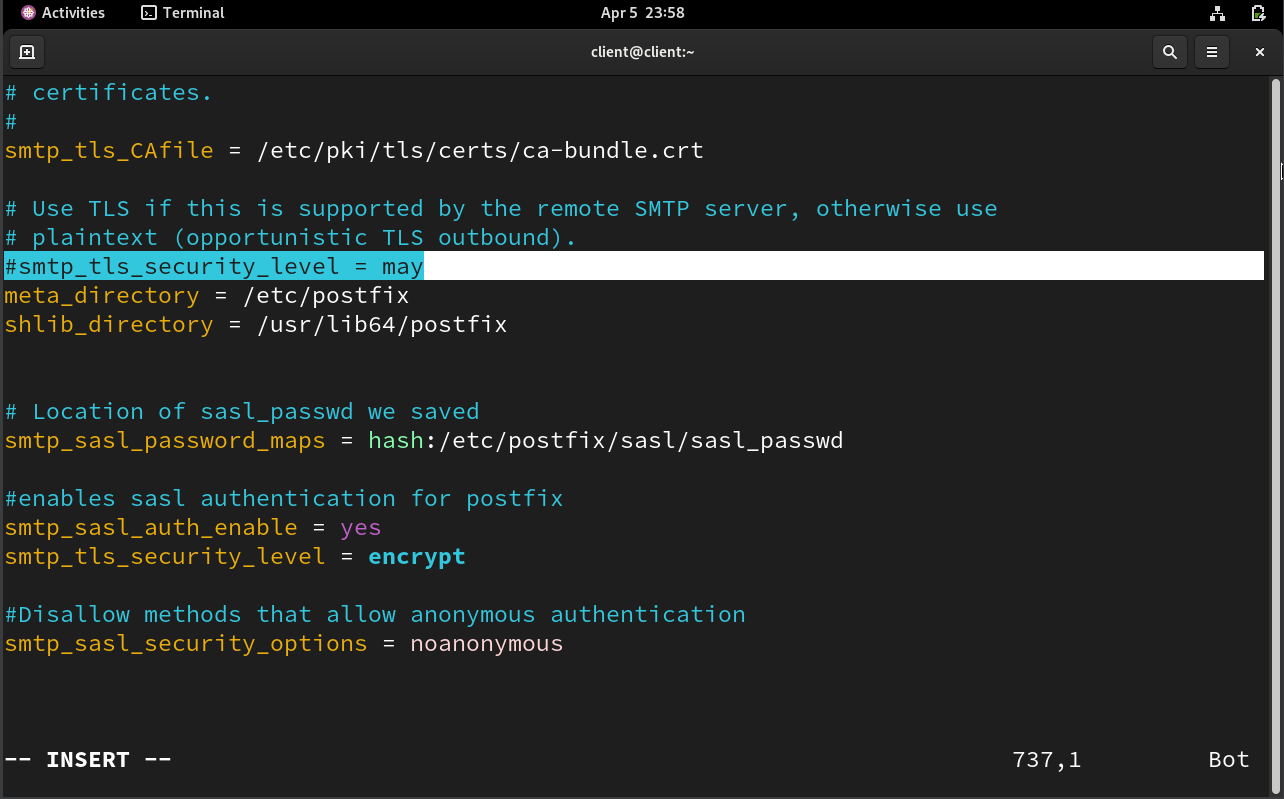 Activities Terminal Apr 5 23:58
client@client:~
# certificates.
#
smtp_tls_CAfile = /etc/pki/tls/certs/ca-bundle.crt
# Use TLS if this is supported by the remote SMTP server, otherwise use
# plaintext (opportunistic TLS outbound).
#smtp_tls_security_level = may
meta_directory = /etc/postfix
shlib_directory = /usr/lib64/postfix
# Location of sasl_passwd we saved
smtp_sasl_password_maps = hash:/etc/postfix/sasl/sasl_passwd
#enables sasl authentication for postfix
smtp_sasl_auth_enable = yes
smtp_tls_security_level = encrypt
#Disallow methods that allow anonymous authentication
smtp_sasl_security_options = noanonymous
-- INSERT -- 737,1 Bot